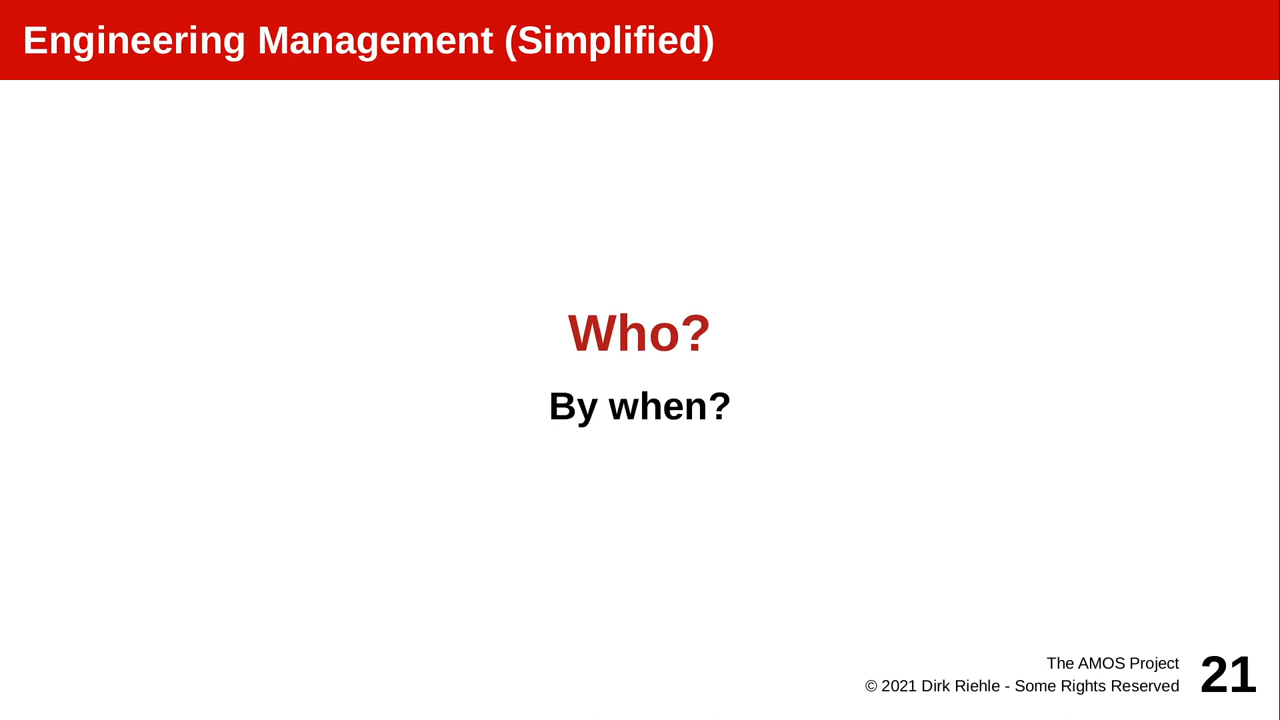 Engineering Management (Simplified)
Who?
By when?
The AMOS Project
© 2021 Dirk Riehle - Some Rights Reserved
21